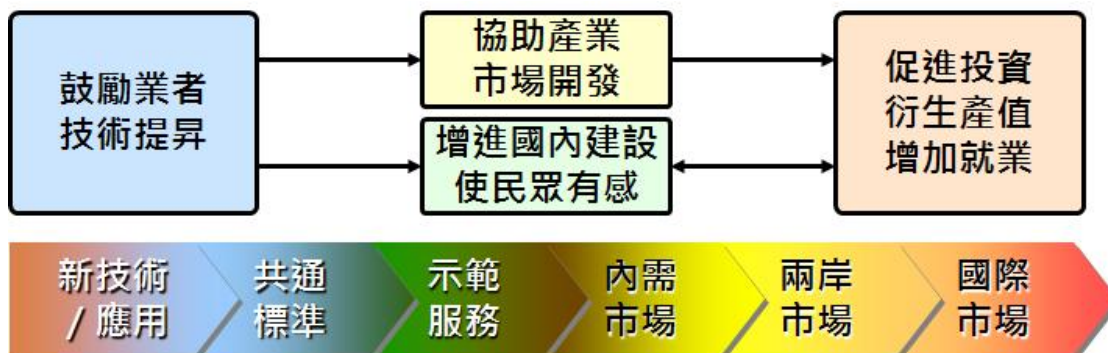 鼓勵業者
技術提昇
協助產業
市場開發
增進國內建設
使民眾有感
促進投資
衍生產值
增加就業
新技術
/ 應用
共通
標準
示範
服務
內需
市場
兩岸
市場
國際
市場